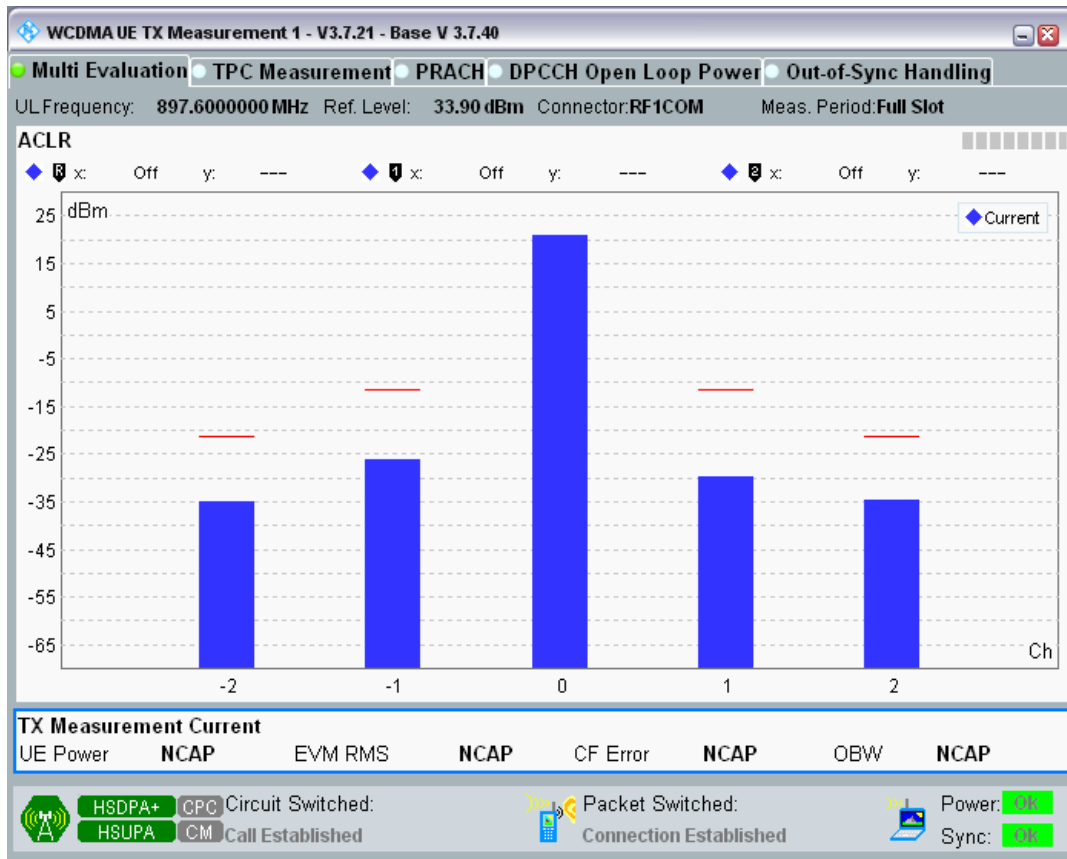 WCDMA UE TX Measurement 1 - V3.7.21 - Base V 3.7.40
Multi Evaluation TPC Measurement PRACH DPCCH Open Loop Power Out-of-Sync Handling
UL Frequency: 897.6000000 MHz Ref. Level: 33.90 dBm Connector: RF1COM Meas. Period: Full Slot
ACLR
R x: Off y: --- 1 x: Off y: --- 2 x: Off y: ---
dBm
Current
25
15
5
-5
-15
-25
-35
-45
-55
-65
Ch
-2 -1 0 1 2
TX Measurement Current
UE Power NCAP EVM RMS NCAP CF Error NCAP OBW NCAP
HSDPA+ CPC Circuit Switched: Packet Switched: Power: Ok
HSUPA CM Call Established Connection Established Sync: Ok